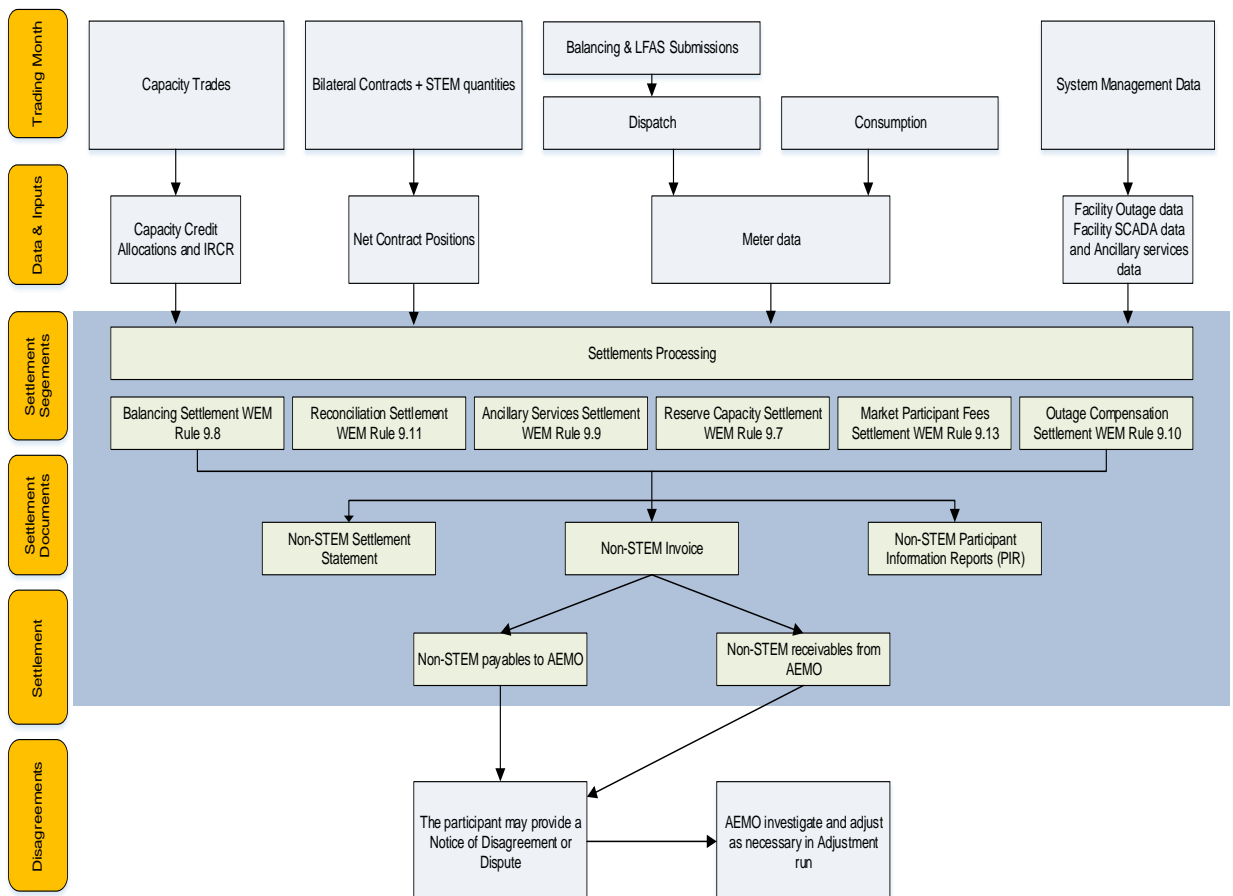 Trading Month
Capacity Trades
Bilateral Contracts + STEM quantities
Balancing & LFAS Submissions
Dispatch
Consumption
System Management Data
Data & Inputs
Capacity Credit
Allocations and IRCR
Net Contract Positions
Meter data
Facility Outage data
Facility SCADA data
and Ancillary services
data
Settlement
Segements
Settlements Processing
Balancing Settlement WEM
Rule 9.8
Reconciliation Settlement
WEM Rule 9.11
Ancillary Services Settlement
WEM Rule 9.9
Reserve Capacity Settlement
WEM Rule 9.7
Market Participant Fees
Settlement WEM Rule 9.13
Outage Compensation
Settlement WEM Rule 9.10
Settlement
Documents
Non-STEM Settlement
Statement
Non-STEM Invoice
Non-STEM Participant
Information Reports (PIR)
Settlement
Non-STEM payables to AEMO
Non-STEM receivables from
AEMO
Disagreements
The participant may provide a
Notice of Disagreement or
Dispute
AEMO investigate and adjust
as necessary in Adjustment
run